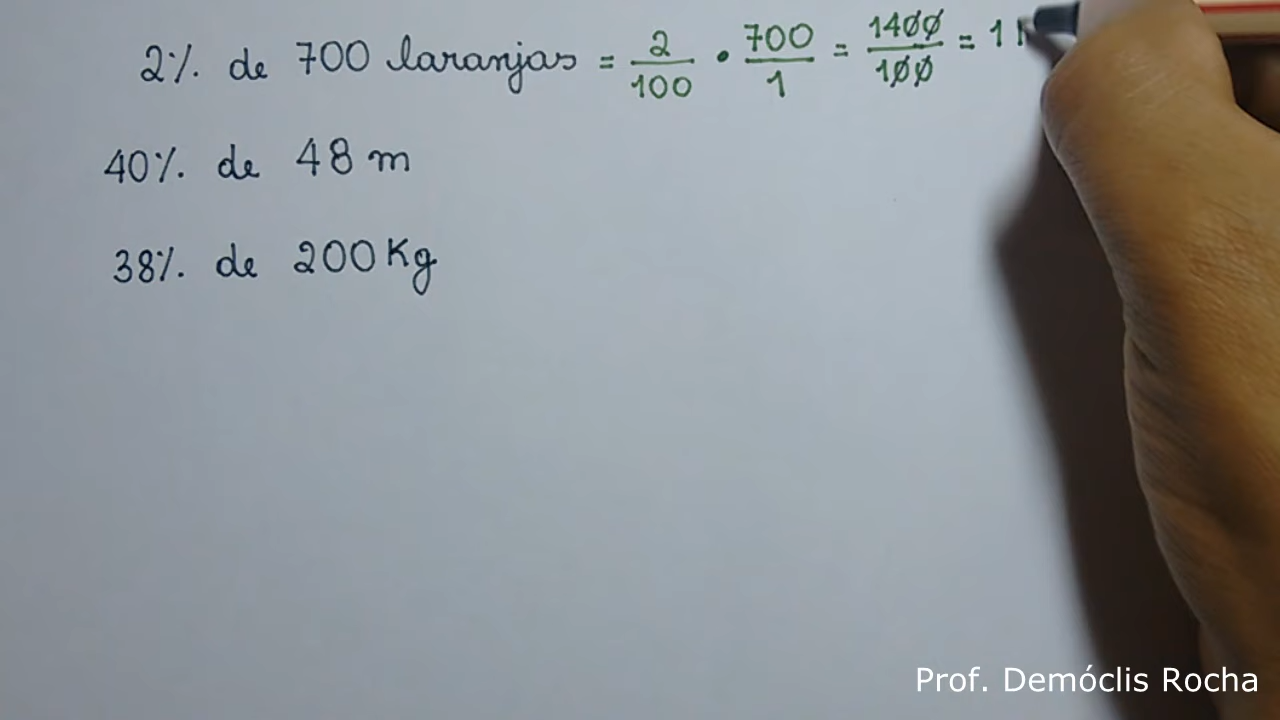 2% de 700 laranjas = 2/100 • 700/1 = 1400/100 = 1
40% de 48 m
38% de 200 Kg
Prof. Demóclis Rocha